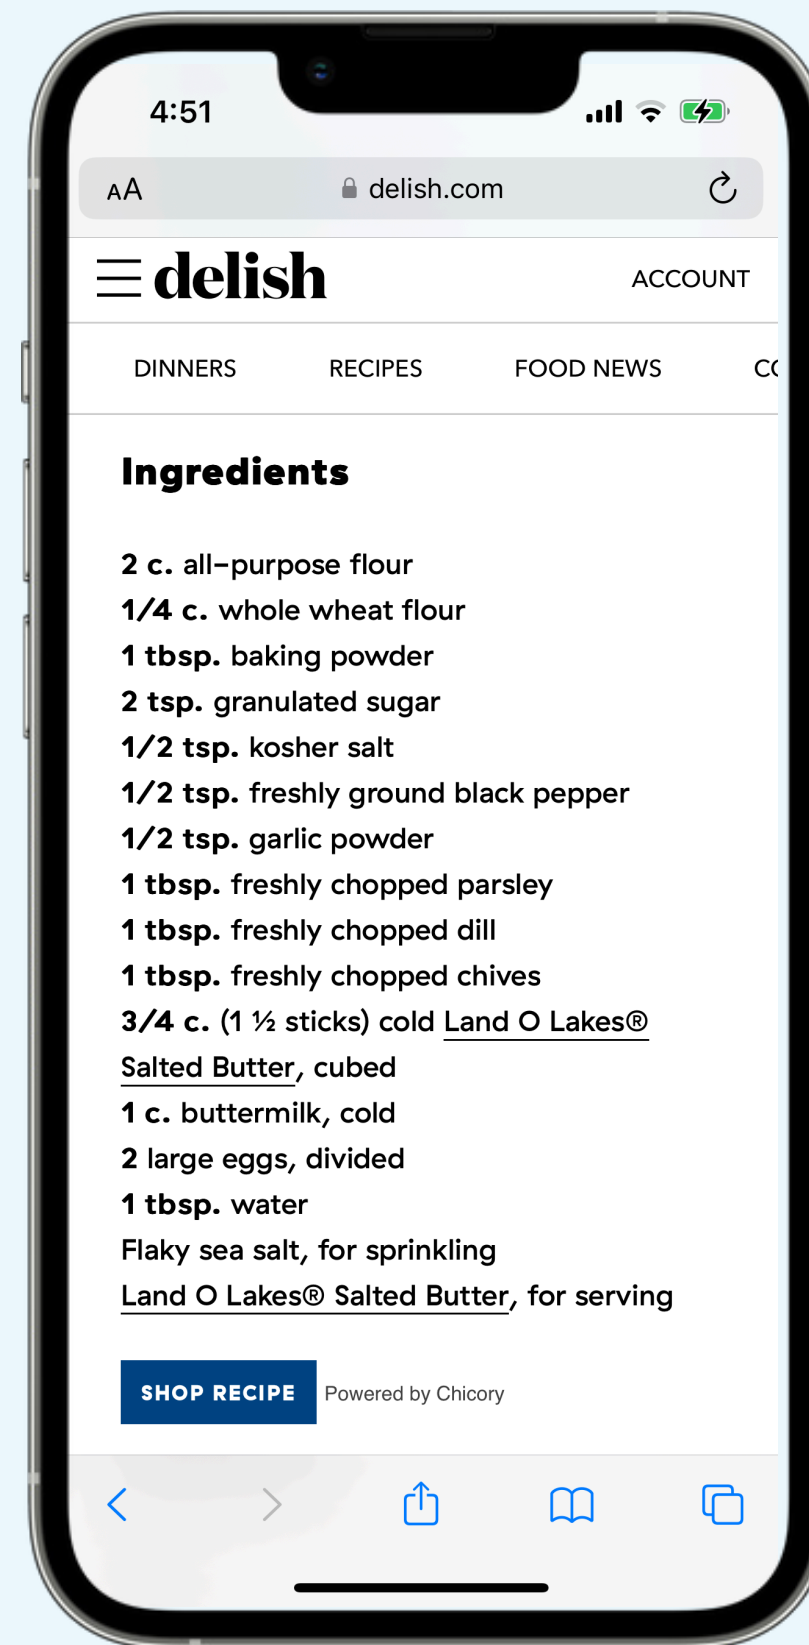 4:51
AA delish.com
delish ACCOUNT
DINNERS RECIPES FOOD NEWS CO
Ingredients
2 c. all-purpose flour
1/4 c. whole wheat flour
1 tbsp. baking powder
2 tsp. granulated sugar
1/2 tsp. kosher salt
1/2 tsp. freshly ground black pepper
1/2 tsp. garlic powder
1 tbsp. freshly chopped parsley
1 tbsp. freshly chopped dill
1 tbsp. freshly chopped chives
3/4 c. (1 ½ sticks) cold Land O Lakes®
Salted Butter, cubed
1 c. buttermilk, cold
2 large eggs, divided
1 tbsp. water
Flaky sea salt, for sprinkling
Land O Lakes® Salted Butter, for serving
SHOP RECIPE Powered by Chicory